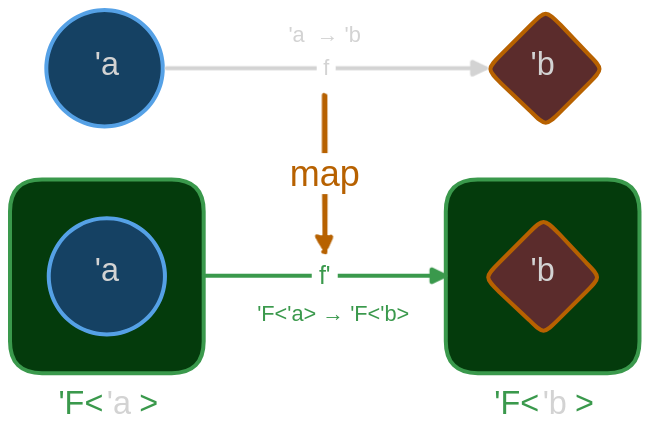 'a → 'b
'a f 'b
map
'a 'b
f'
'F<'a> → 'F<'b>
'F<'a > 'F<'b >